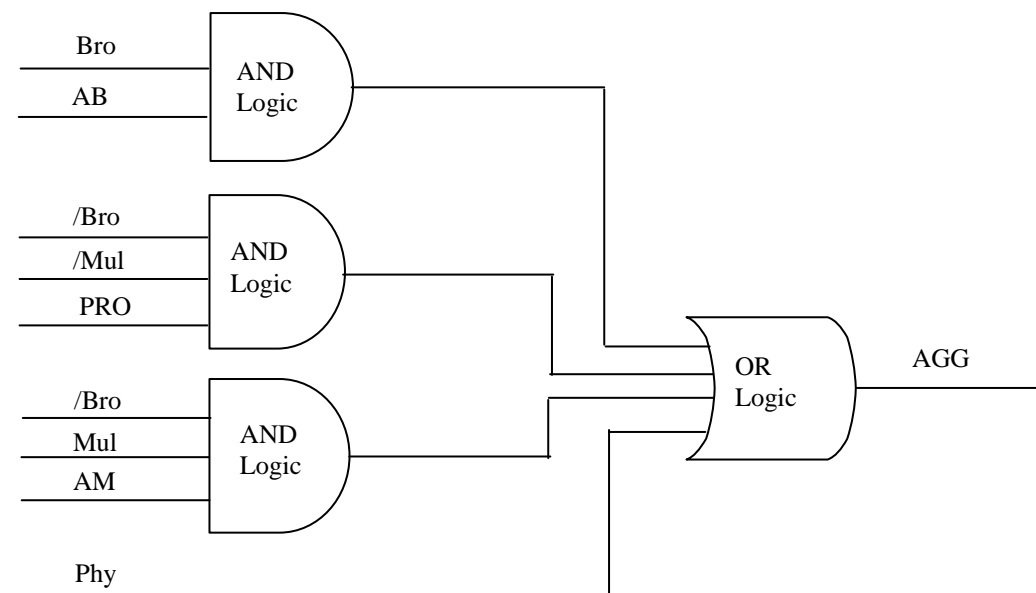 Bro
AB
AND
Logic
/Bro
/Mul
PRO
AND
Logic
/Bro
Mul
AM
AND
Logic
Phy
OR
Logic
AGG